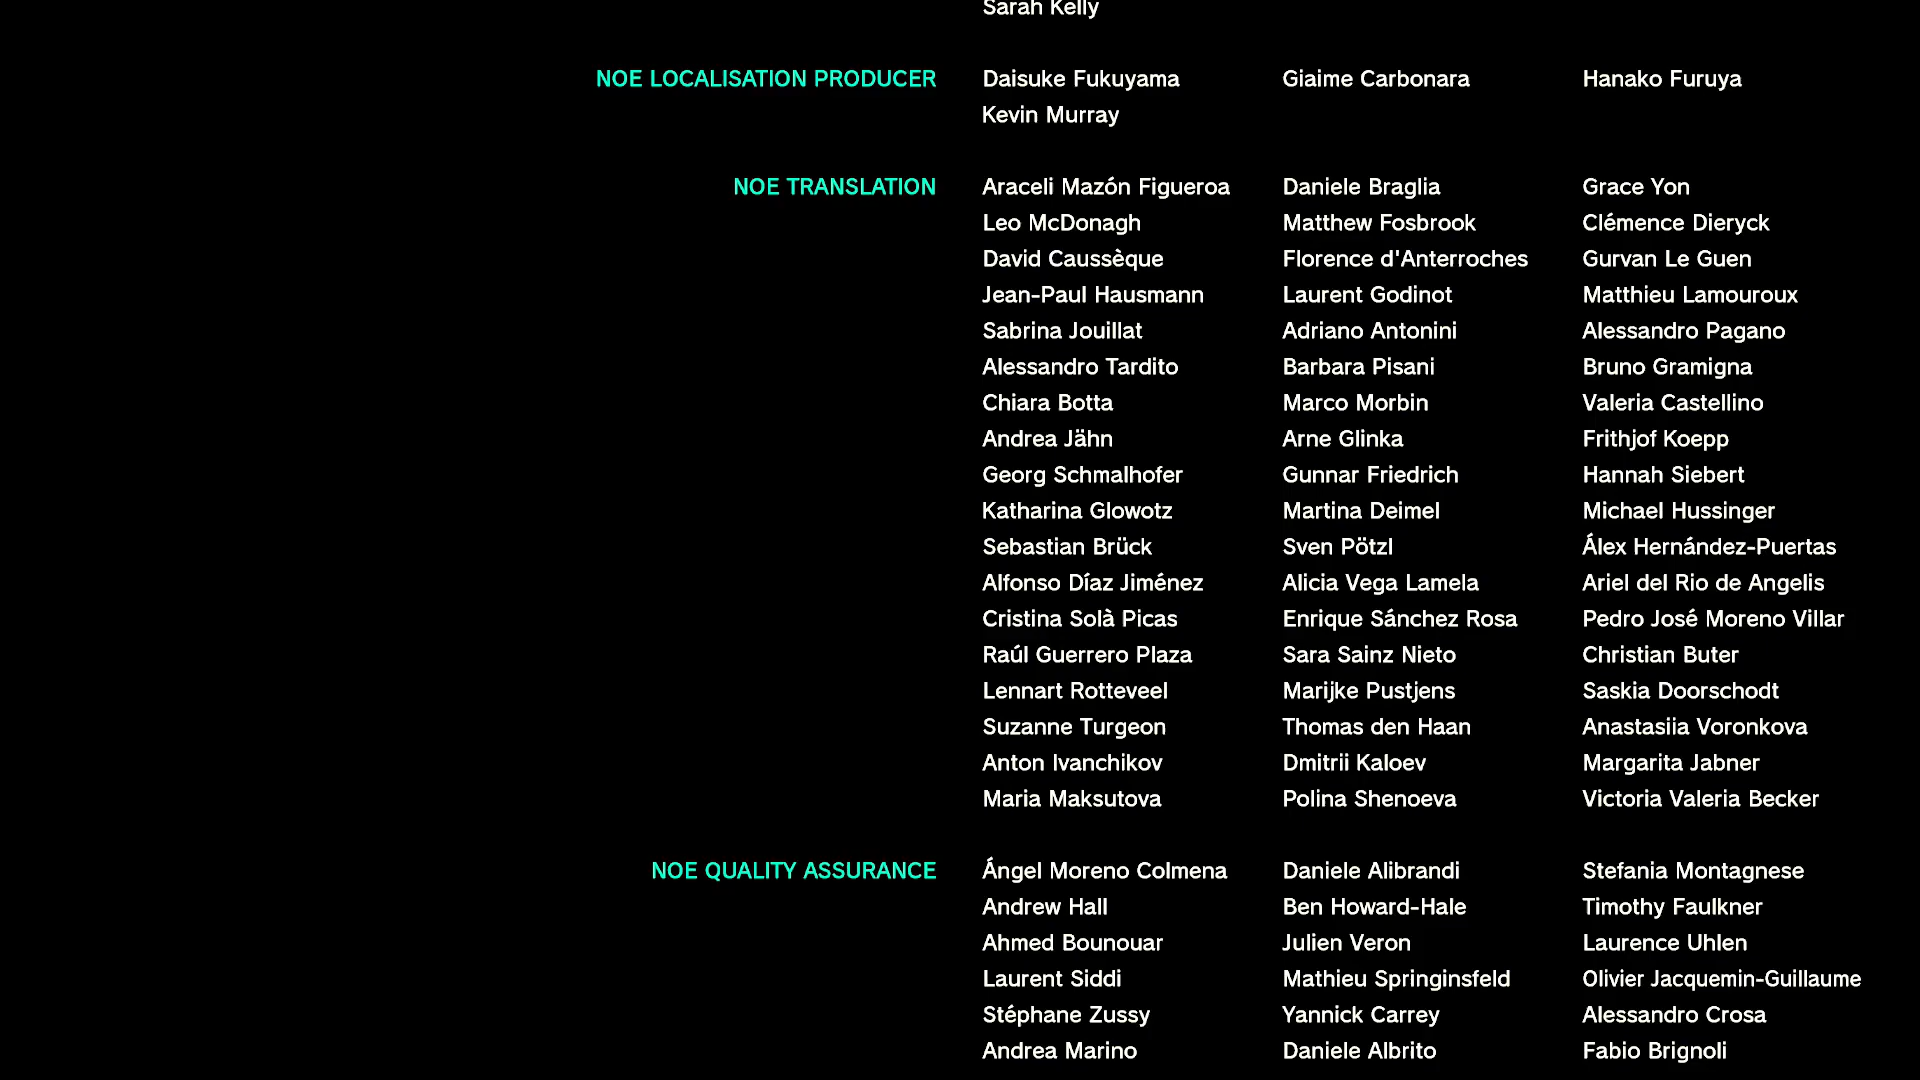 Sarah Kelly
NOE LOCALISATION PRODUCER Daisuke Fukuyama Giaime Carbonara Hanako Furuya
Kevin Murray
NOE TRANSLATION Araceli Mazón Figueroa Daniele Braglia Grace Yon
Leo McDonagh Matthew Fosbrook Clémence Dieryck
David Caussèque Florence d'Anterroches Gurvan Le Guen
Jean-Paul Hausmann Laurent Godinot Matthieu Lamouroux
Sabrina Jouillat Adriano Antonini Alessandro Pagano
Alessandro Tardito Barbara Pisani Bruno Gramigna
Chiara Botta Marco Morbin Valeria Castellino
Andrea Jähn Arne Glinka Frithjof Koepp
Georg Schmalhofer Gunnar Friedrich Hannah Siebert
Katharina Glowotz Martina Deimel Michael Hussinger
Sebastian Brück Sven Pötzl Álex Hernández-Puertas
Alfonso Díaz Jiménez Alicia Vega Lamela Ariel del Rio de Angelis
Cristina Solà Picas Enrique Sánchez Rosa Pedro José Moreno Villar
Raúl Guerrero Plaza Sara Sainz Nieto Christian Buter
Lennart Rotteveel Marijke Pustjens Saskia Doorschodt
Suzanne Turgeon Thomas den Haan Anastasiia Voronkova
Anton Ivanchikov Dmitrii Kaloev Margarita Jabner
Maria Maksutova Polina Shenoeva Victoria Valeria Becker
NOE QUALITY ASSURANCE Ángel Moreno Colmena Daniele Alibrandi Stefania Montagnese
Andrew Hall Ben Howard-Hale Timothy Faulkner
Ahmed Bounouar Julien Veron Laurence Uhlen
Laurent Siddi Mathieu Springinsfeld Olivier Jacquemin-Guillaume
Stéphane Zussy Yannick Carrey Alessandro Crosa
Andrea Marino Daniele Albrito Fabio Brignoli